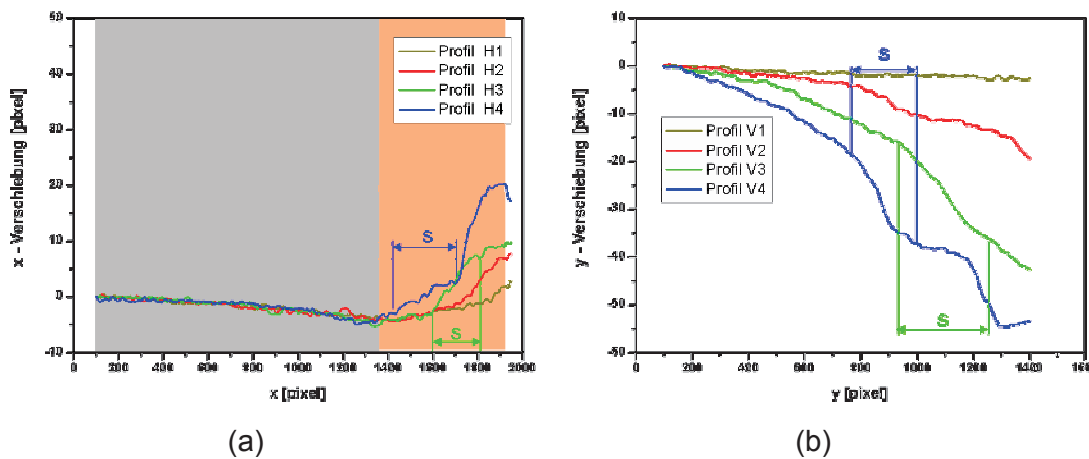 50
40
30
20
10
0
-10
x - Verschiebung [pixel]
Profil H1
Profil H2
Profil H3
Profil H4
S
S
0 200 400 600 800 1000 1200 1400 1600 1800 2000
x [pixel]
(a)
10
0
-10
-20
-30
-40
-50
-60
y - Verschiebung [pixel]
S
Profil V1
Profil V2
Profil V3
Profil V4
S
0 200 400 600 800 1000 1200 1400
y [pixel]
(b)